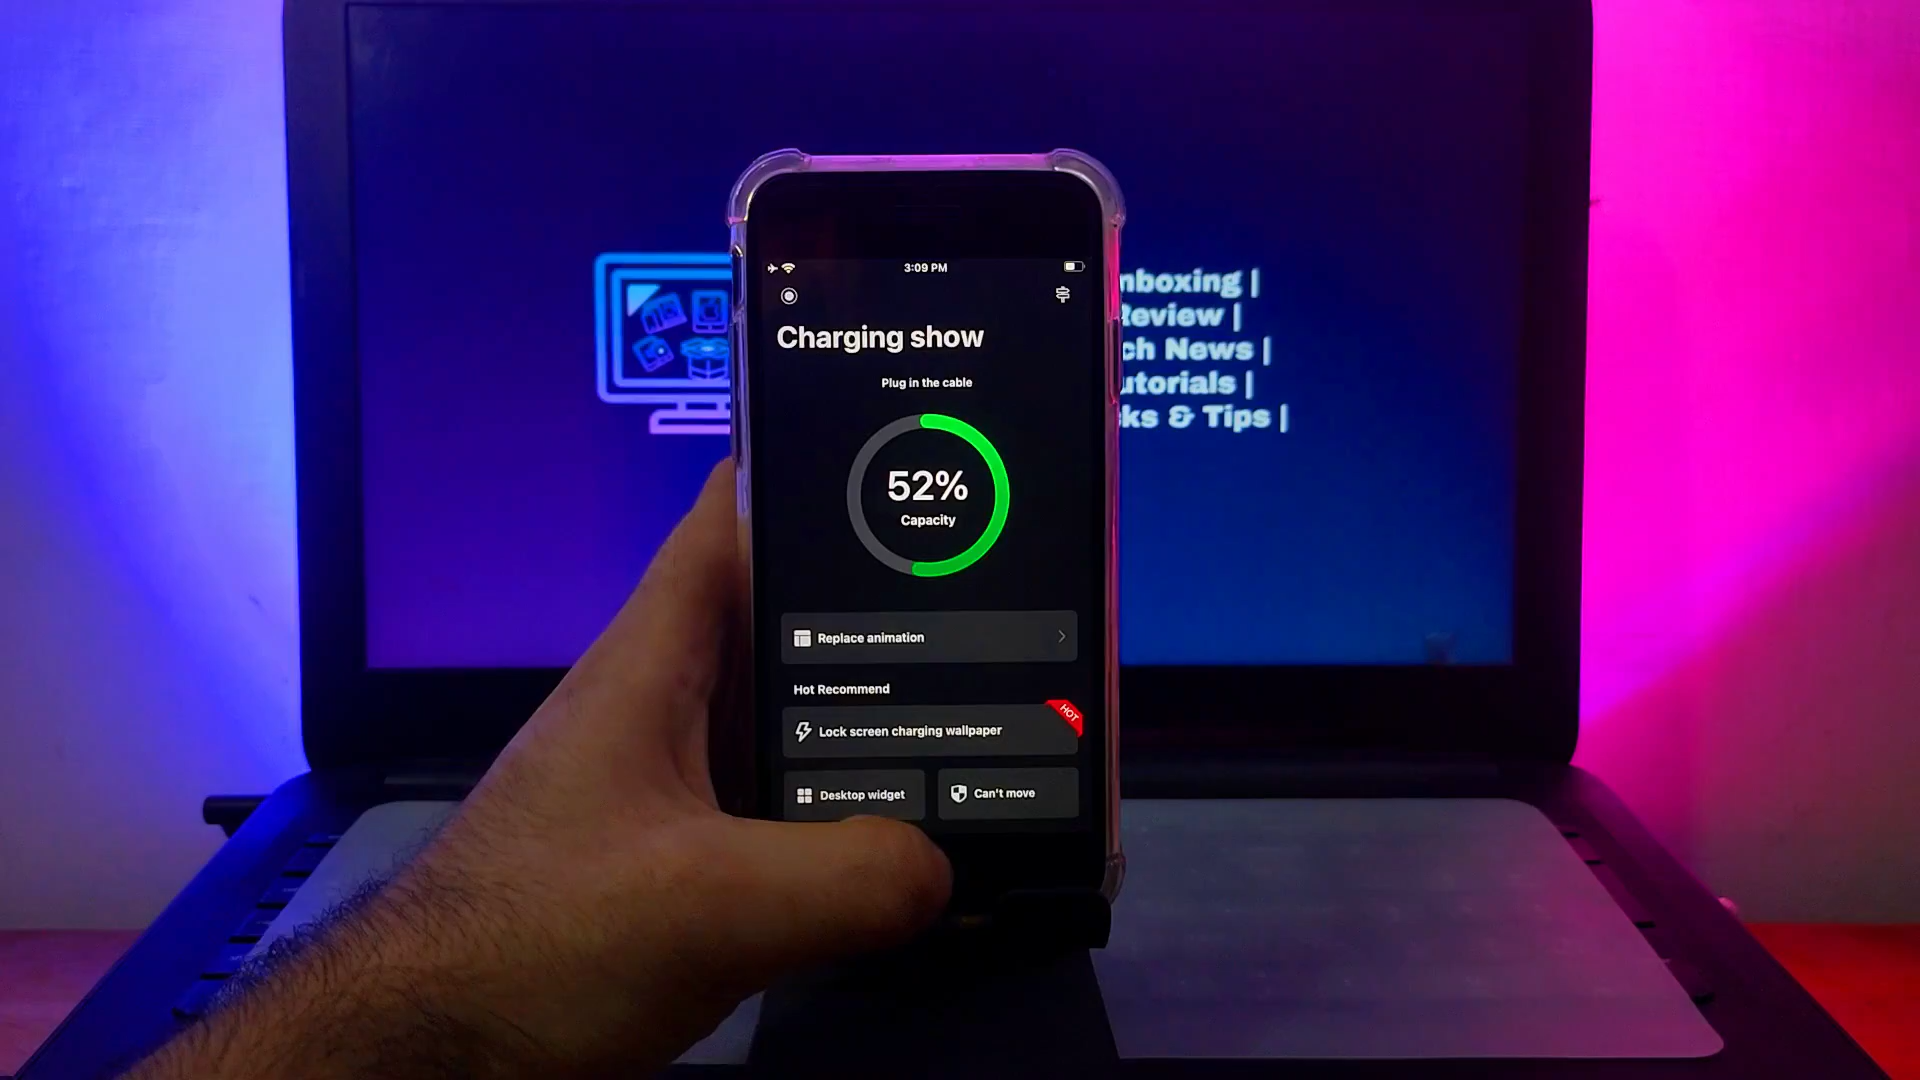 3:09 PM
Charging show
Plug in the cable
52%
Capacity
Replace animation
Hot Recommend
HOT
Lock screen charging wallpaper
Desktop widget
Can't move
nboxing |
Review |
ch News |
utorials |
ks & Tips |